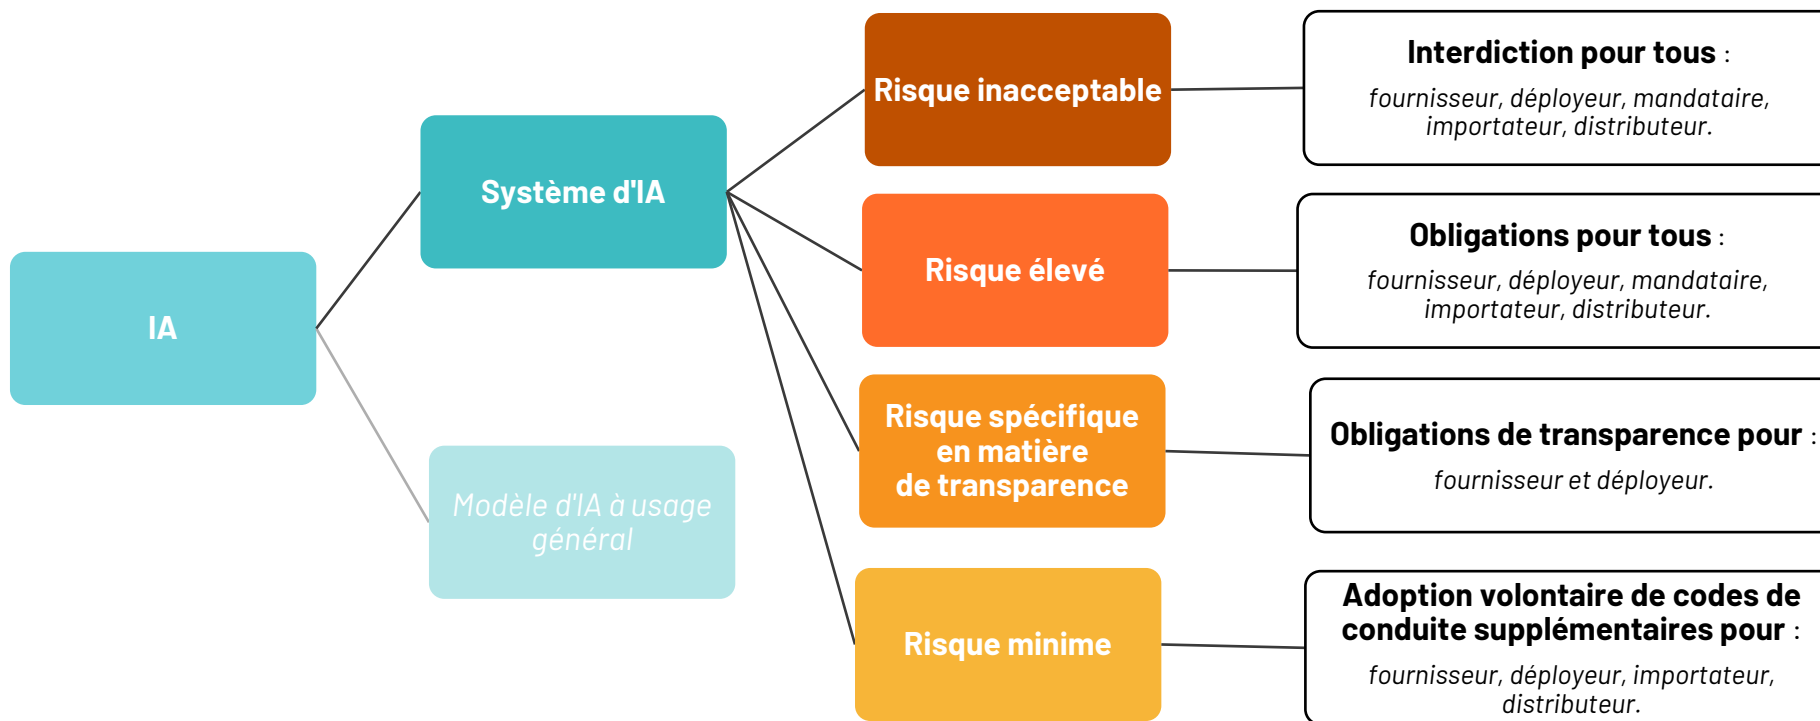 IA
Système d'IA
Modèle d'IA à usage
général
Risque inacceptable
Interdiction pour tous :
fournisseur, déployeur, mandataire,
importateur, distributeur.
Risque élevé
Obligations pour tous :
fournisseur, déployeur, mandataire,
importateur, distributeur.
Risque spécifique
en matière
de transparence
Obligations de transparence pour :
fournisseur et déployeur.
Risque minime
Adoption volontaire de codes de
conduite supplémentaires pour :
fournisseur, déployeur, importateur,
distributeur.